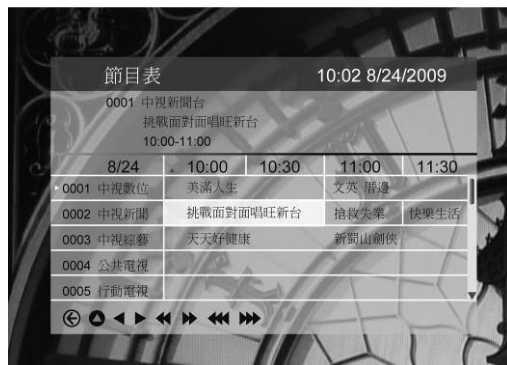 節目表 10:02 8/24/2009
0001 中視新聞台
挑戰面對面唱旺新台
10:00-11:00
8/24 10:00 10:30 11:00 11:30
0001 中視數位 美滿人生 文英 厝邊
0002 中視新聞 挑戰面對面唱旺新台 搶救失業 快樂生活
0003 中視綜藝 天天好健康 新蜀山劍俠
0004 公共電視
0005 行動電視